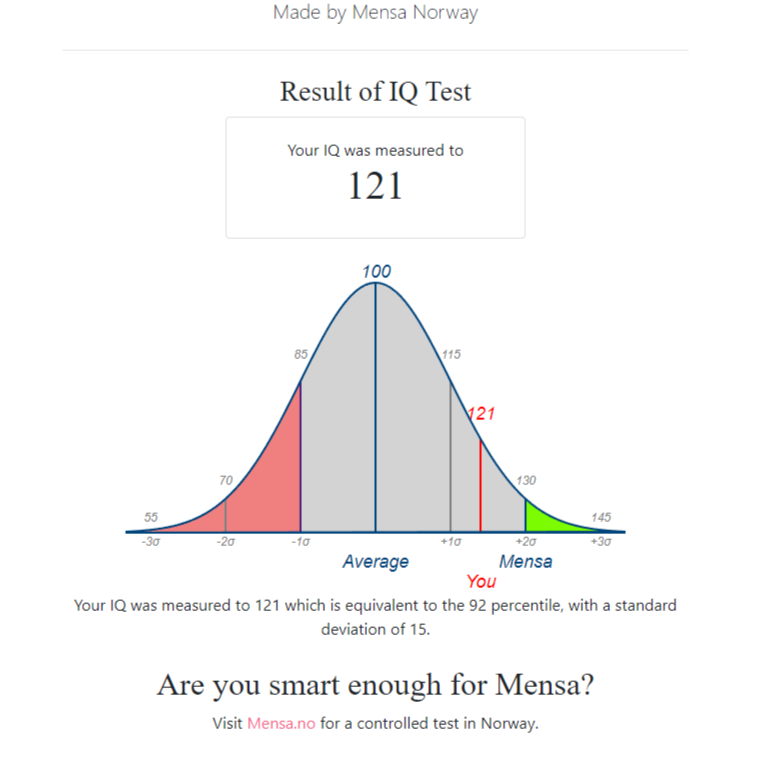 Made by Mensa Norway
Result of IQ Test
Your IQ was measured to
121
100
85
115
121
70
130
55
145
-3σ
-2σ
-1σ
+1σ
+2σ
+3σ
Average
Mensa
You
Your IQ was measured to 121 which is equivalent to the 92 percentile, with a standard
deviation of 15.
Are you smart enough for Mensa?
Visit Mensa.no for a controlled test in Norway.